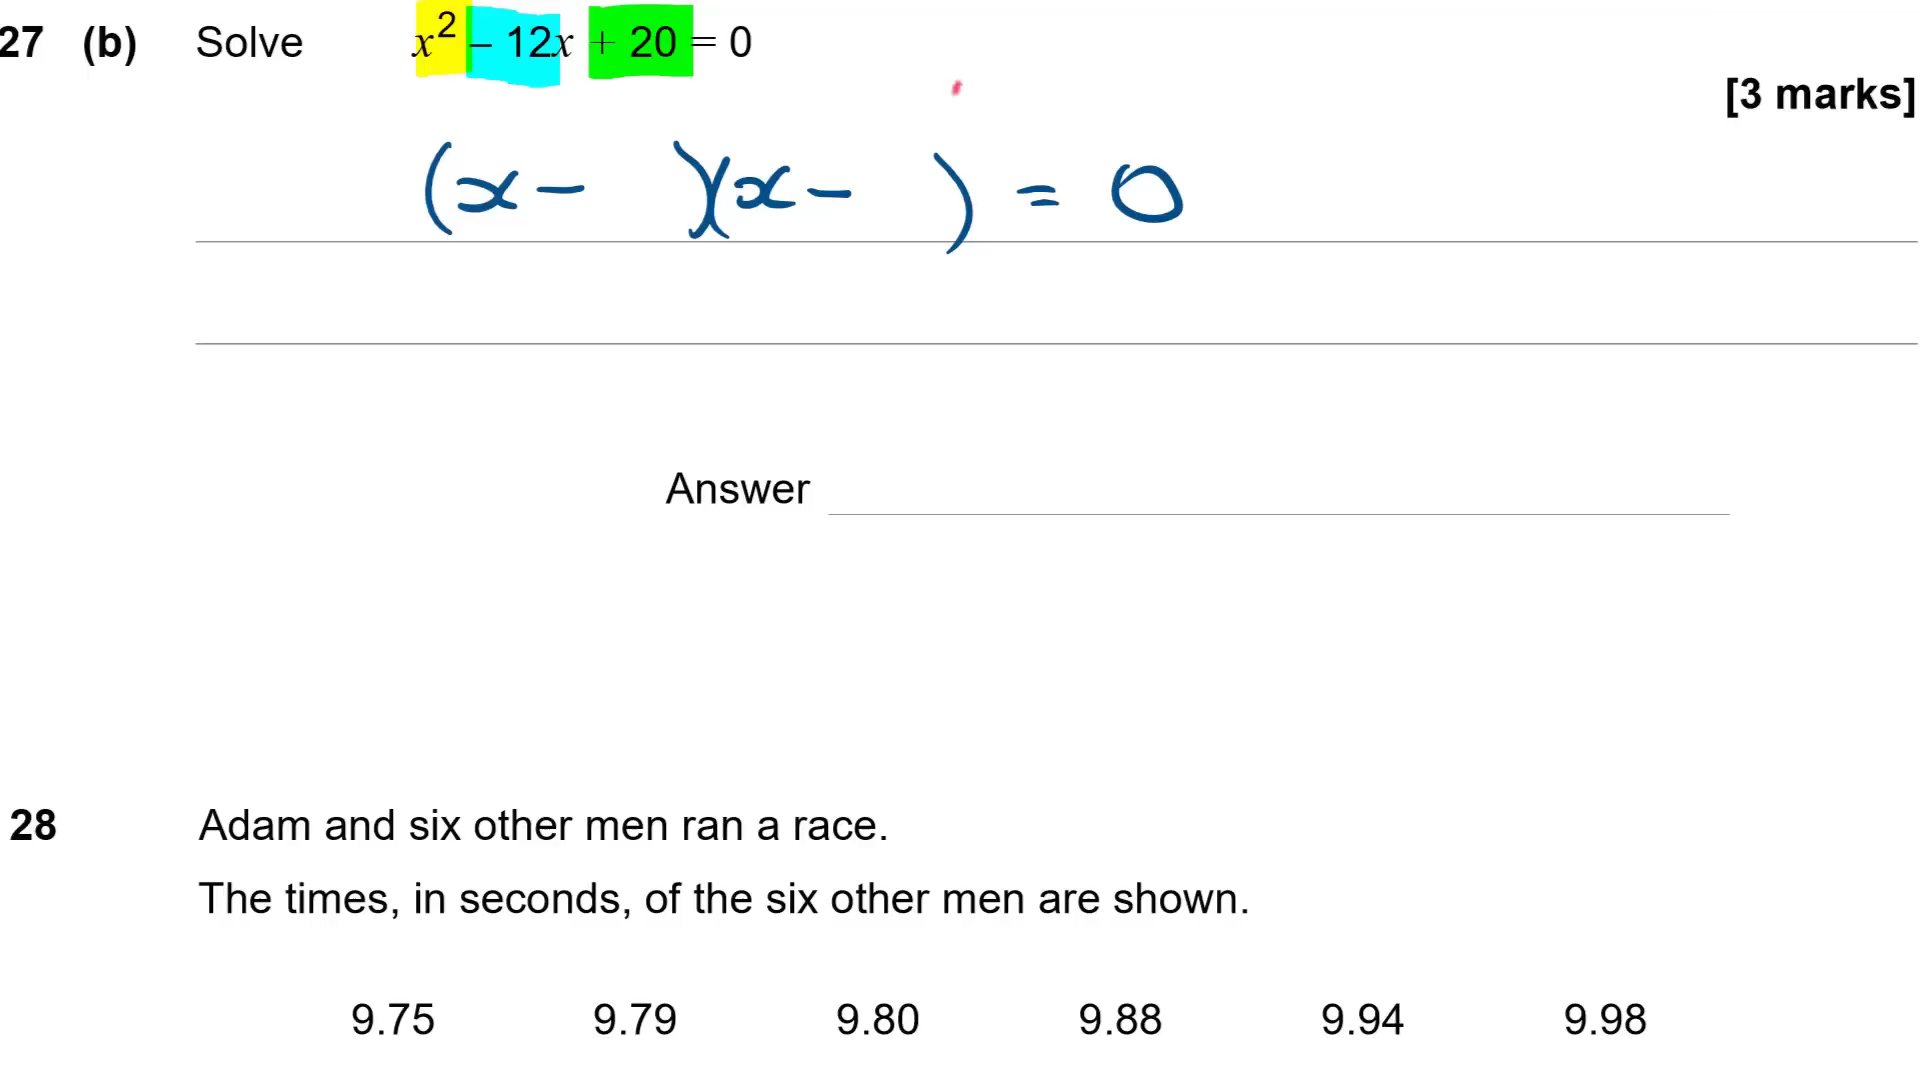 27 (b) Solve x² – 12x + 20 = 0
[3 marks]
(x – )(x – ) = 0
Answer
28 Adam and six other men ran a race.
The times, in seconds, of the six other men are shown.
9.75 9.79 9.80 9.88 9.94 9.98